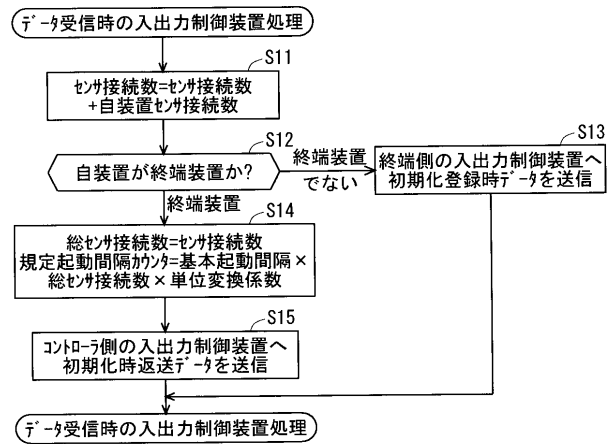 ﾃﾞｰﾀ受信時の入出力制御装置処理
S11
ｾﾝｻ接続数=ｾﾝｻ接続数
+自装置ｾﾝｻ接続数
S12
自装置が終端装置か?
終端装置
でない
S13
終端側の入出力制御装置へ
初期化登録時ﾃﾞｰﾀを送信
終端装置
S14
総ｾﾝｻ接続数=ｾﾝｻ接続数
規定起動間隔ｶｳﾝﾀ=基本起動間隔×
総ｾﾝｻ接続数×単位変換係数
S15
ｺﾝﾄﾛｰﾗ側の入出力制御装置へ
初期化時返送ﾃﾞｰﾀを送信
ﾃﾞｰﾀ受信時の入出力制御装置処理